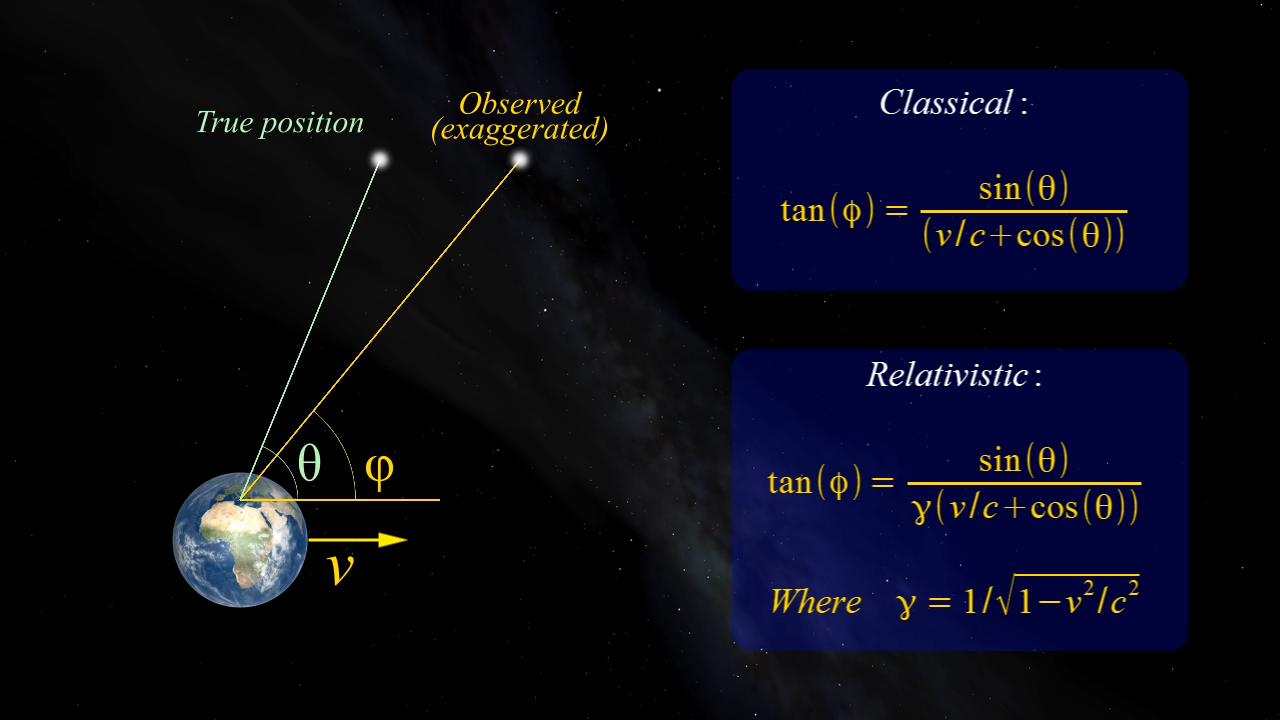 True position
Observed
(exaggerated)
θ
φ
v
Classical :
tan(ϕ) = sin(θ) / (v/c+cos(θ))
Relativistic :
tan(ϕ) = sin(θ) / γ(v/c+cos(θ))
Where γ = 1/√1−v²/c²